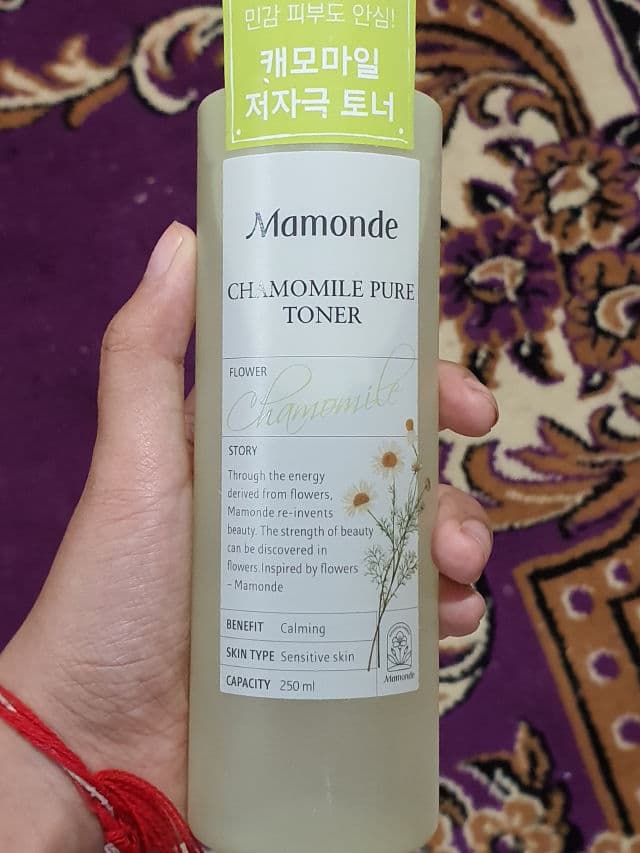 민감 피부도 안심!
캐모마일
저자극 토너
Mamonde
CHAMOMILE PURE
TONER
FLOWER
Chamomile
STORY
Through the energy
derived from flowers,
Mamonde re-invents
beauty. The strength of beauty
can be discovered in
flowers.Inspired by flowers
– Mamonde
BENEFIT Calming
SKIN TYPE Sensitive skin
CAPACITY 250 ml
Mamonde